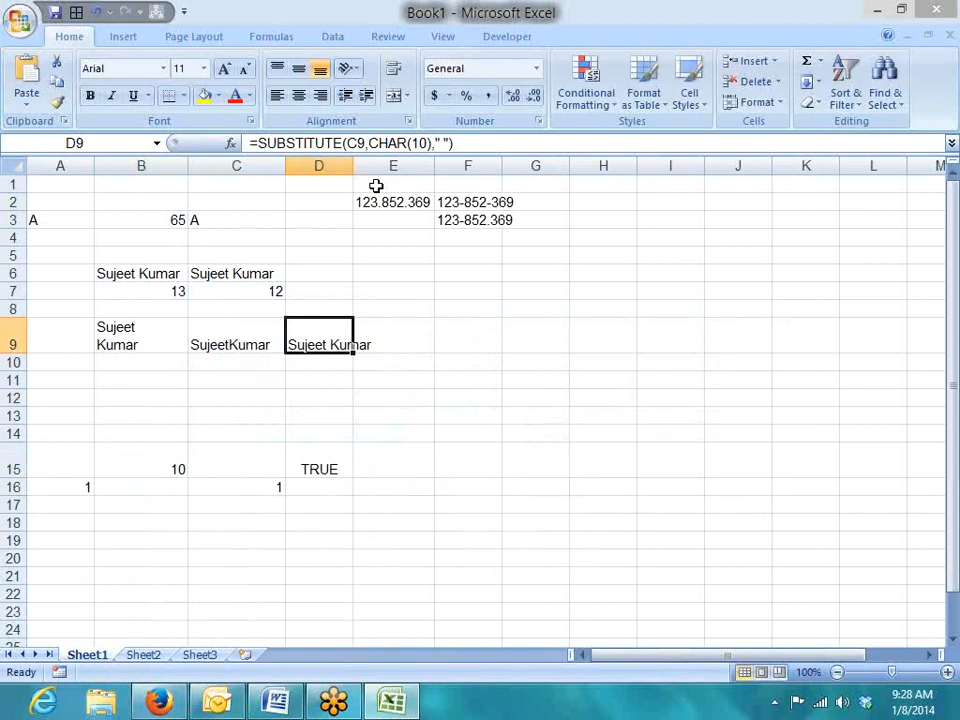 Book1 - Microsoft Excel
Home Insert Page Layout Formulas Data Review View Developer
Paste
Arial 11
B I U
General
$ % ,
Conditional Formatting
Format as Table
Cell Styles
Insert
Delete
Format
Σ
Sort & Filter
Find & Select
Clipboard Font Alignment Number Styles Cells Editing
D9 fx =SUBSTITUTE(C9,CHAR(10)," ")
A B C D E F G H I J K L M
1
2 123.852.369 123-852-369
3 A 65 A 123-852.369
4
5
6 Sujeet Kumar Sujeet Kumar
7 13 12
8
9 Sujeet Kumar SujeetKumar Sujeet Kumar
10
11
12
13
14
15 10 TRUE
16 1 1
17
18
19
20
21
22
23
24
25
Sheet1 Sheet2 Sheet3
Ready 100%
9:28 AM
1/8/2014